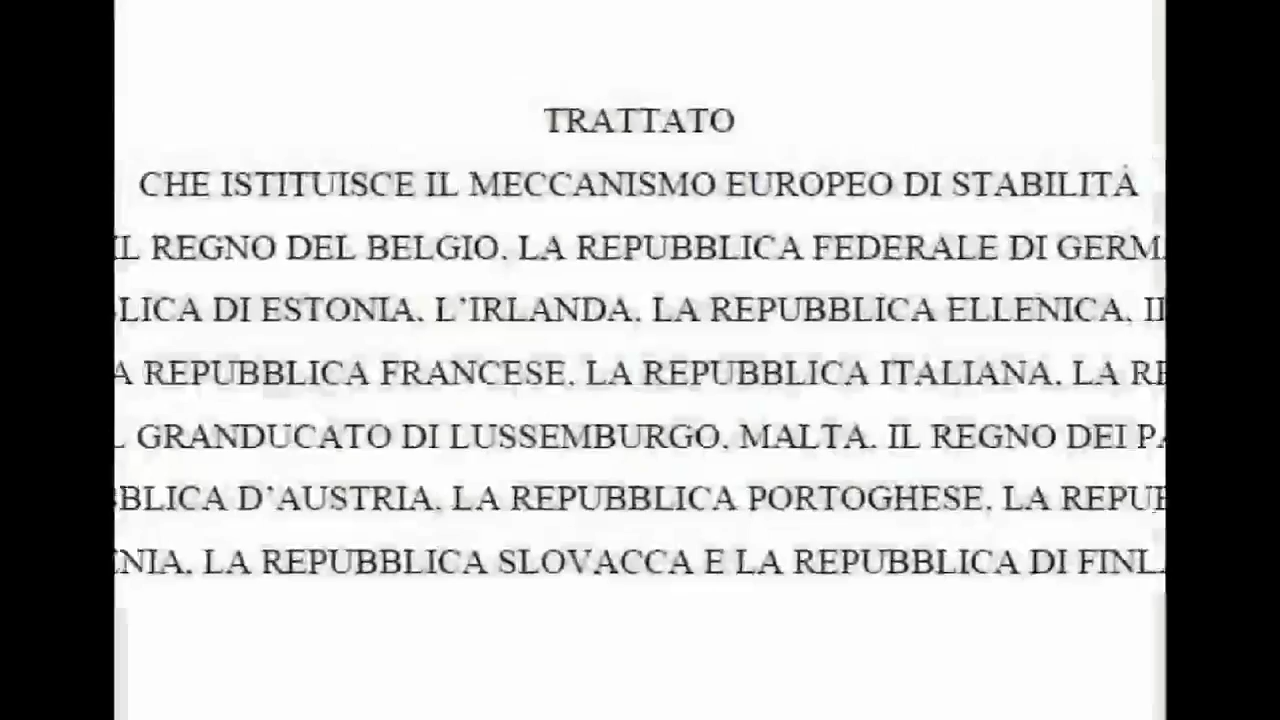 TRATTATO
CHE ISTITUISCE IL MECCANISMO EUROPEO DI STABILITÀ
IL REGNO DEL BELGIO, LA REPUBBLICA FEDERALE DI
DI ESTONIA, L'IRLANDA, LA REPUBBLICA ELLENICA,
REPUBBLICA FRANCESE, LA REPUBBLICA ITALIANA, LA
GRANDUCATO DI LUSSEMBURGO, MALTA, IL REGNO DEI
D'AUSTRIA, LA REPUBBLICA PORTOGHESE, LA
LA REPUBBLICA SLOVACCA E LA REPUBBLICA DI